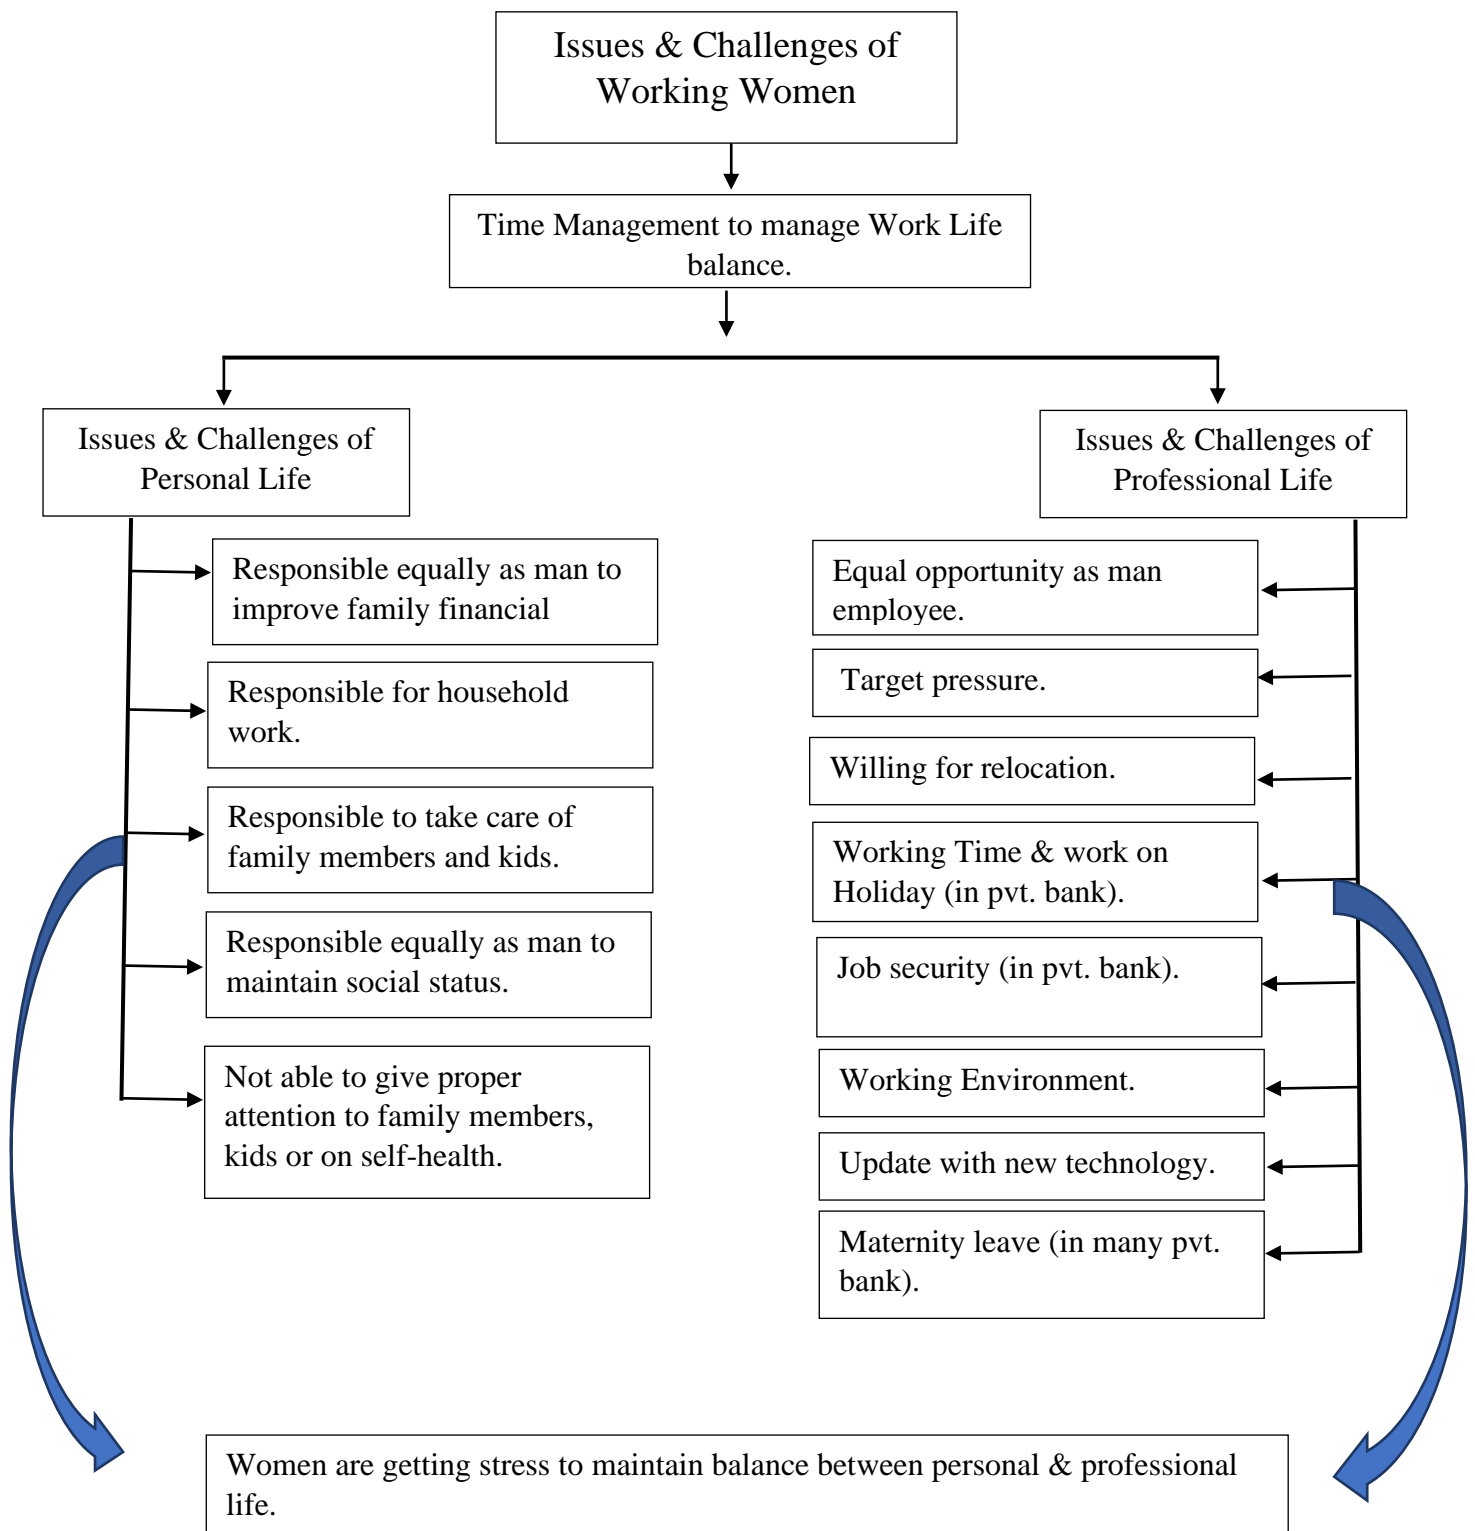 Issues & Challenges of
Working Women
Time Management to manage Work Life
balance.
Issues & Challenges of
Personal Life
Responsible equally as man to
improve family financial
Responsible for household
work.
Responsible to take care of
family members and kids.
Responsible equally as man to
maintain social status.
Not able to give proper
attention to family members,
kids or on self-health.
Issues & Challenges of
Professional Life
Equal opportunity as man
employee.
Target pressure.
Willing for relocation.
Working Time & work on
Holiday (in pvt. bank).
Job security (in pvt. bank).
Working Environment.
Update with new technology.
Maternity leave (in many pvt.
bank).
Women are getting stress to maintain balance between personal & professional
life.